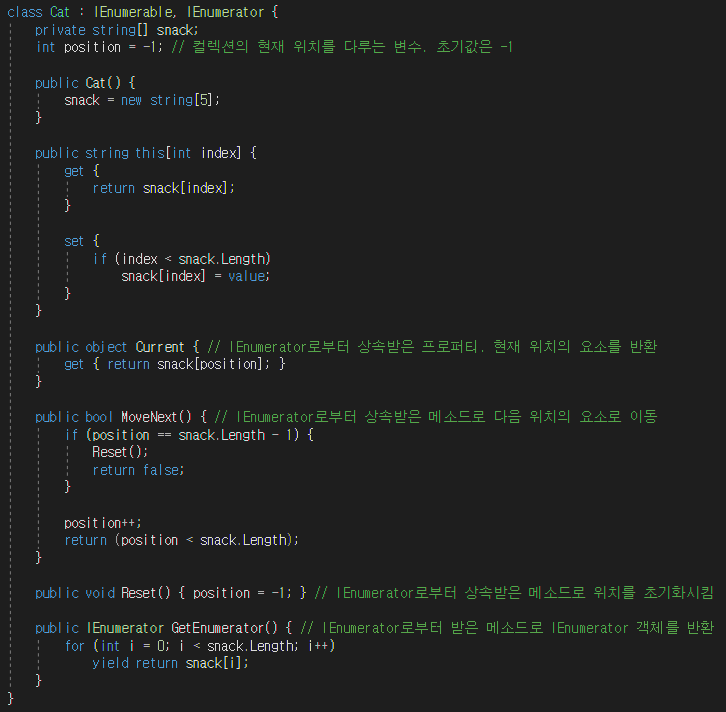 class Cat : IEnumerable, IEnumerator {
private string[] snack;
int position = -1; // 컬렉션의 현재 위치를 다루는 변수. 초기값은 -1
public Cat() {
snack = new string[5];
}
public string this[int index] {
get {
return snack[index];
}
set {
if (index < snack.Length)
snack[index] = value;
}
}
public object Current { // IEnumerator로부터 상속받은 프로퍼티. 현재 위치의 요소를 반환
get { return snack[position]; }
}
public bool MoveNext() { // IEnumerator로부터 상속받은 메소드로 다음 위치의 요소로 이동
if (position == snack.Length - 1) {
Reset();
return false;
}
position++;
return (position < snack.Length);
}
public void Reset() { position = -1; } // IEnumerator로부터 상속받은 메소드로 위치를 초기화시킴
public IEnumerator GetEnumerator() { // IEnumerator로부터 받은 메소드로 IEnumerator 객체를 반환
for (int i = 0; i < snack.Length; i++)
yield return snack[i];
}
}